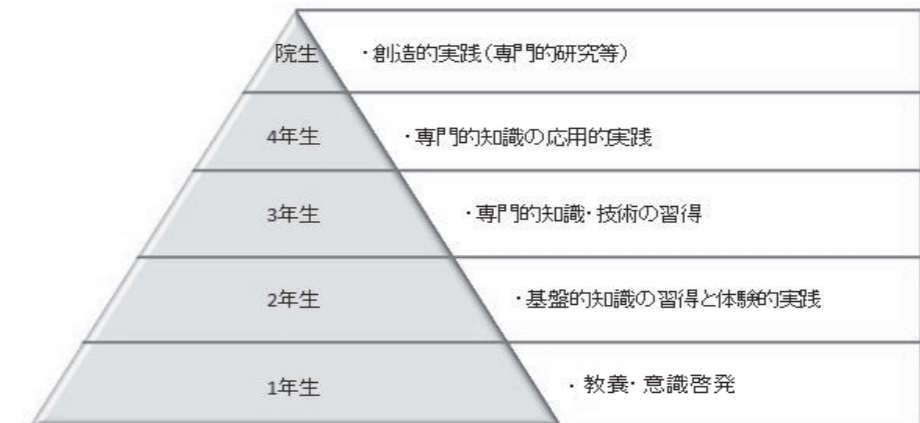 院生 ・創造的実践(専門的研究等)
4年生 ・専門的知識の応用的実践
3年生 ・専門的知識・技術の習得
2年生 ・基盤的知識の習得と体験的実践
1年生 ・教養・意識啓発